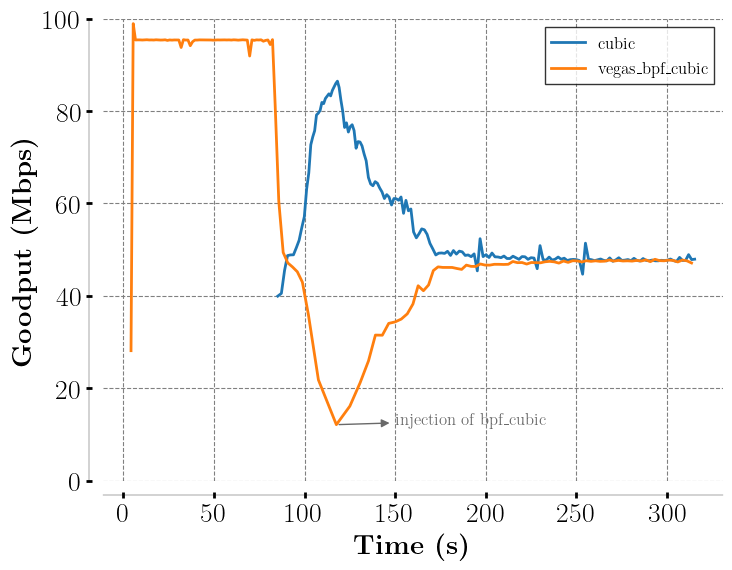 100
80
60
40
20
0
Goodput (Mbps)
cubic
vegas_bpf_cubic
injection of bpf_cubic
0 50 100 150 200 250 300
Time (s)